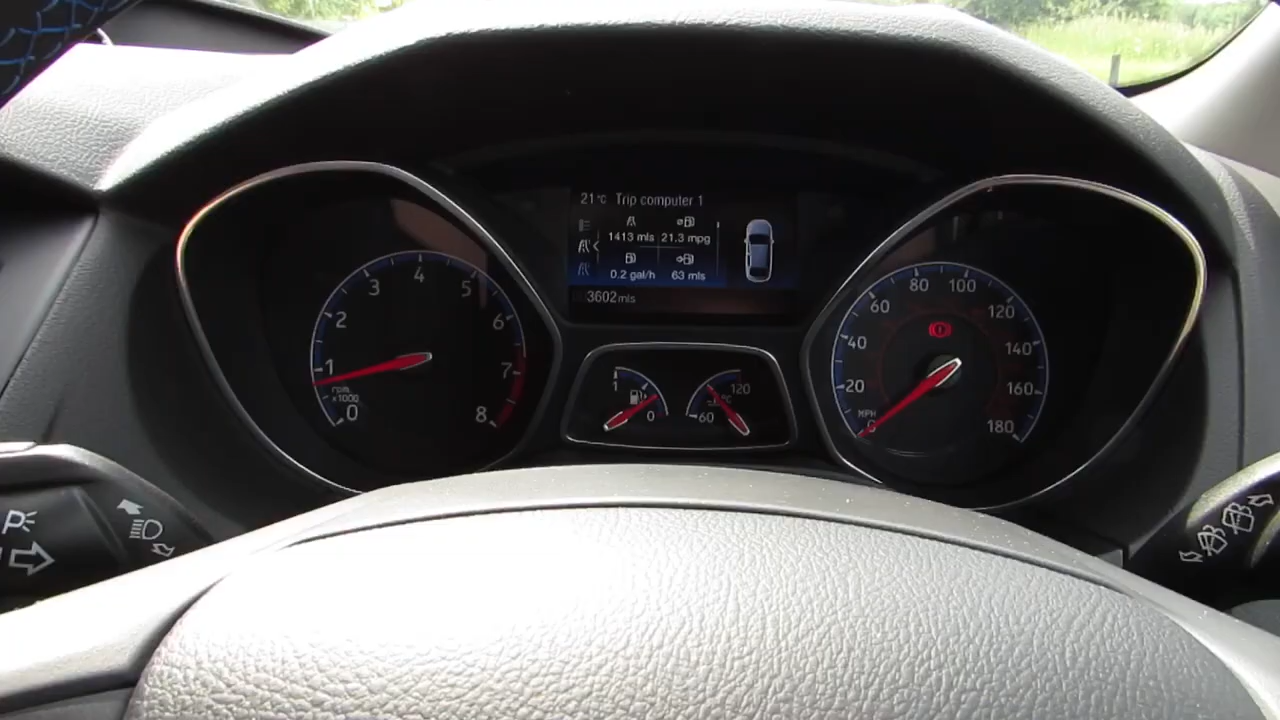 21°C Trip computer 1
1413 mls 21.3 mpg
0.2 gal/h 63 mls
3602mls
0
1
2
3
4
5
6
7
8
rpm
x1000
1
0
60
120
°C
0
20
40
60
80
100
120
140
160
180
MPH
P